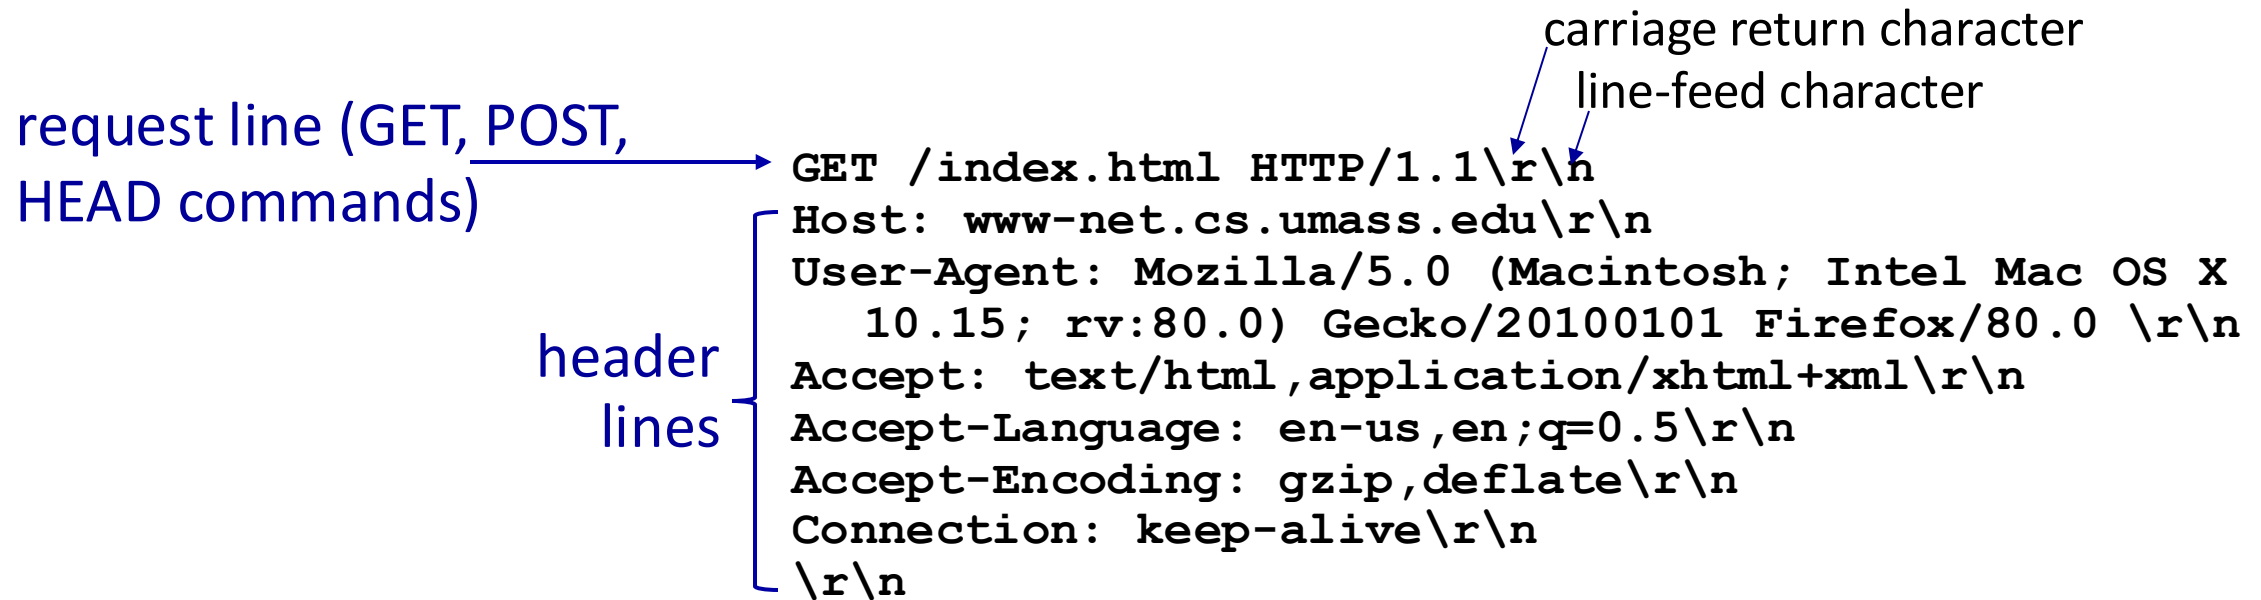 carriage return character
line-feed character
request line (GET, POST,
HEAD commands)
GET /index.html HTTP/1.1\r\n
Host: www-net.cs.umass.edu\r\n
User-Agent: Mozilla/5.0 (Macintosh; Intel Mac OS X
10.15; rv:80.0) Gecko/20100101 Firefox/80.0 \r\n
header
lines
Accept: text/html,application/xhtml+xml\r\n
Accept-Language: en-us,en;q=0.5\r\n
Accept-Encoding: gzip,deflate\r\n
Connection: keep-alive\r\n
\r\n